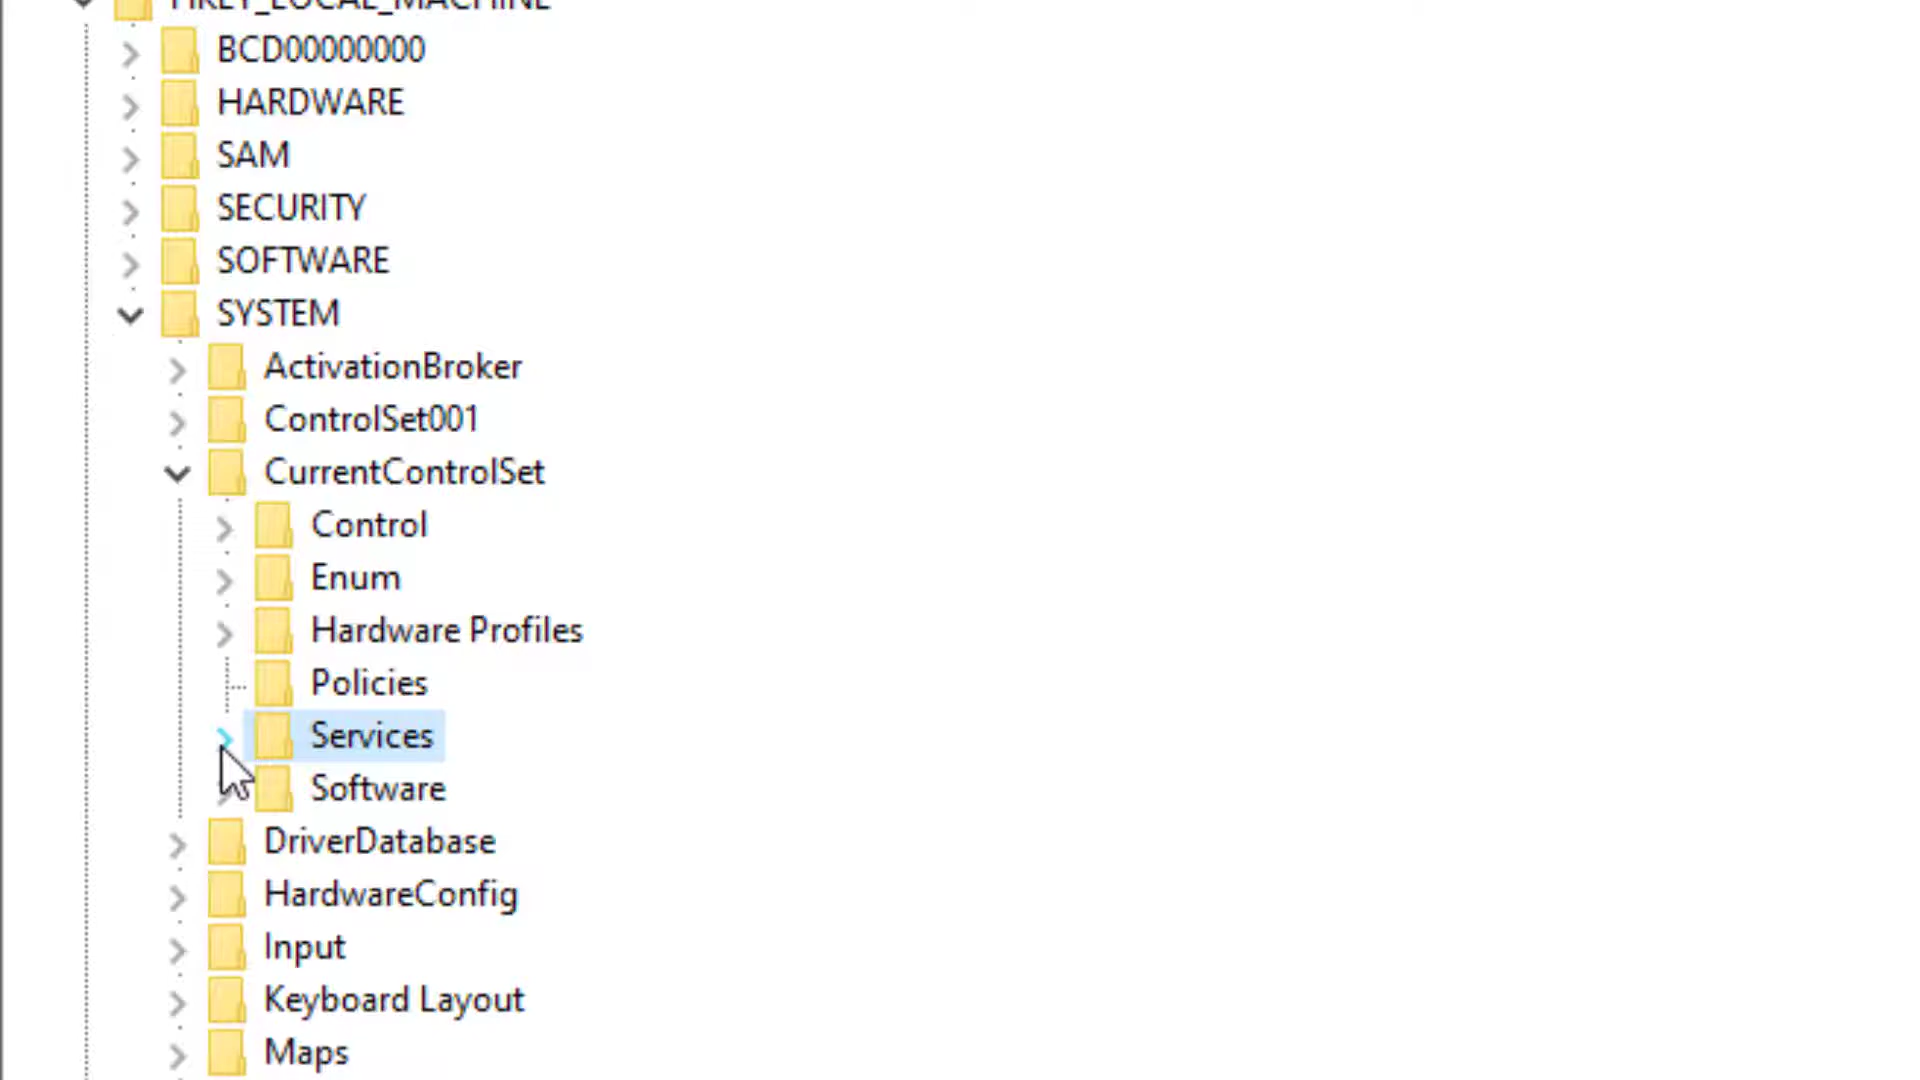 HKEY_LOCAL_MACHINE
BCD00000000
HARDWARE
SAM
SECURITY
SOFTWARE
SYSTEM
ActivationBroker
ControlSet001
CurrentControlSet
Control
Enum
Hardware Profiles
Policies
Services
Software
DriverDatabase
HardwareConfig
Input
Keyboard Layout
Maps